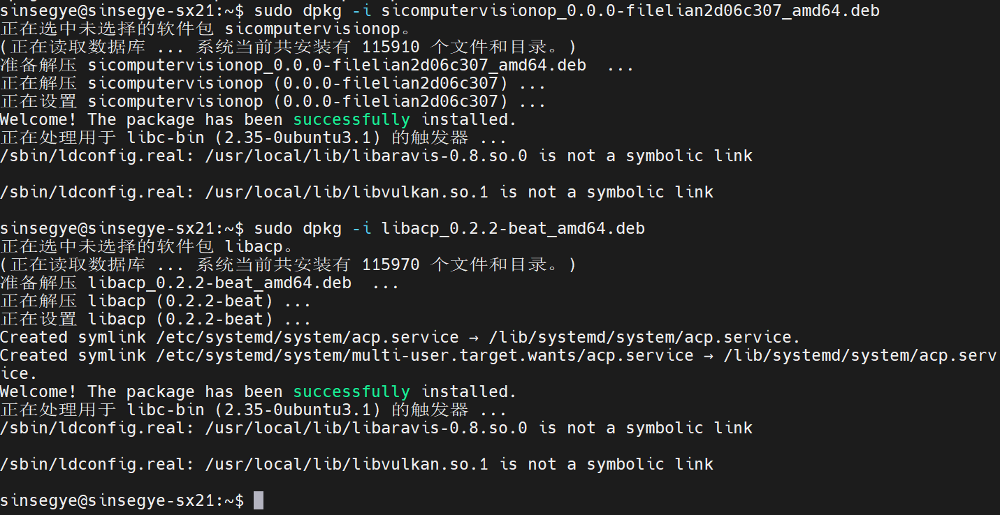 sinsegye@sinsegye-sx21:~$ sudo dpkg -i sicomputervisionop_0.0.0-filelian2d06c307_amd64.deb
正在选中未选择的软件包 sicomputervisionop。
(正在读取数据库 ... 系统当前共安装有 115910 个文件和目录。)
准备解压 sicomputervisionop_0.0.0-filelian2d06c307_amd64.deb  ...
正在解压 sicomputervisionop (0.0.0-filelian2d06c307) ...
正在设置 sicomputervisionop (0.0.0-filelian2d06c307) ...
Welcome! The package has been successfully installed.
正在处理用于 libc-bin (2.35-0ubuntu3.1) 的触发器 ...
/sbin/ldconfig.real: /usr/local/lib/libaravis-0.8.so.0 is not a symbolic link
/sbin/ldconfig.real: /usr/local/lib/libvulkan.so.1 is not a symbolic link
sinsegye@sinsegye-sx21:~$ sudo dpkg -i libacp_0.2.2-beat_amd64.deb
正在选中未选择的软件包 libacp。
(正在读取数据库 ... 系统当前共安装有 115970 个文件和目录。)
准备解压 libacp_0.2.2-beat_amd64.deb  ...
正在解压 libacp (0.2.2-beat) ...
正在设置 libacp (0.2.2-beat) ...
Created symlink /etc/systemd/system/acp.service → /lib/systemd/system/acp.service.
Created symlink /etc/systemd/system/multi-user.target.wants/acp.service → /lib/systemd/system/acp.serv
ice.
Welcome! The package has been successfully installed.
正在处理用于 libc-bin (2.35-0ubuntu3.1) 的触发器 ...
/sbin/ldconfig.real: /usr/local/lib/libaravis-0.8.so.0 is not a symbolic link
/sbin/ldconfig.real: /usr/local/lib/libvulkan.so.1 is not a symbolic link
sinsegye@sinsegye-sx21:~$